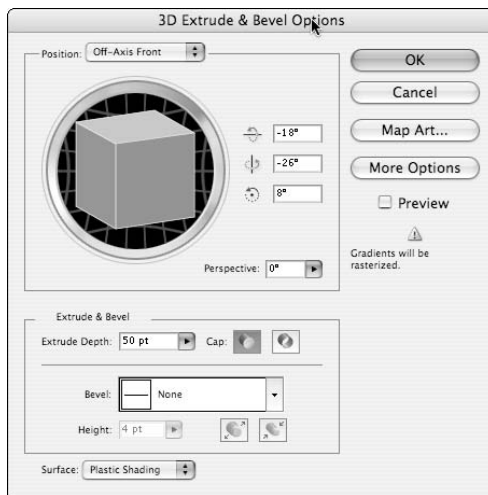 3D Extrude & Bevel Options
Position: Off-Axis Front
OK
Cancel
Map Art...
More Options
Preview
Gradients will be
rasterized.
-18°
-26°
8°
Perspective: 0°
Extrude & Bevel
Extrude Depth: 50 pt Cap:
Bevel: None
Height: 4 pt
Surface: Plastic Shading